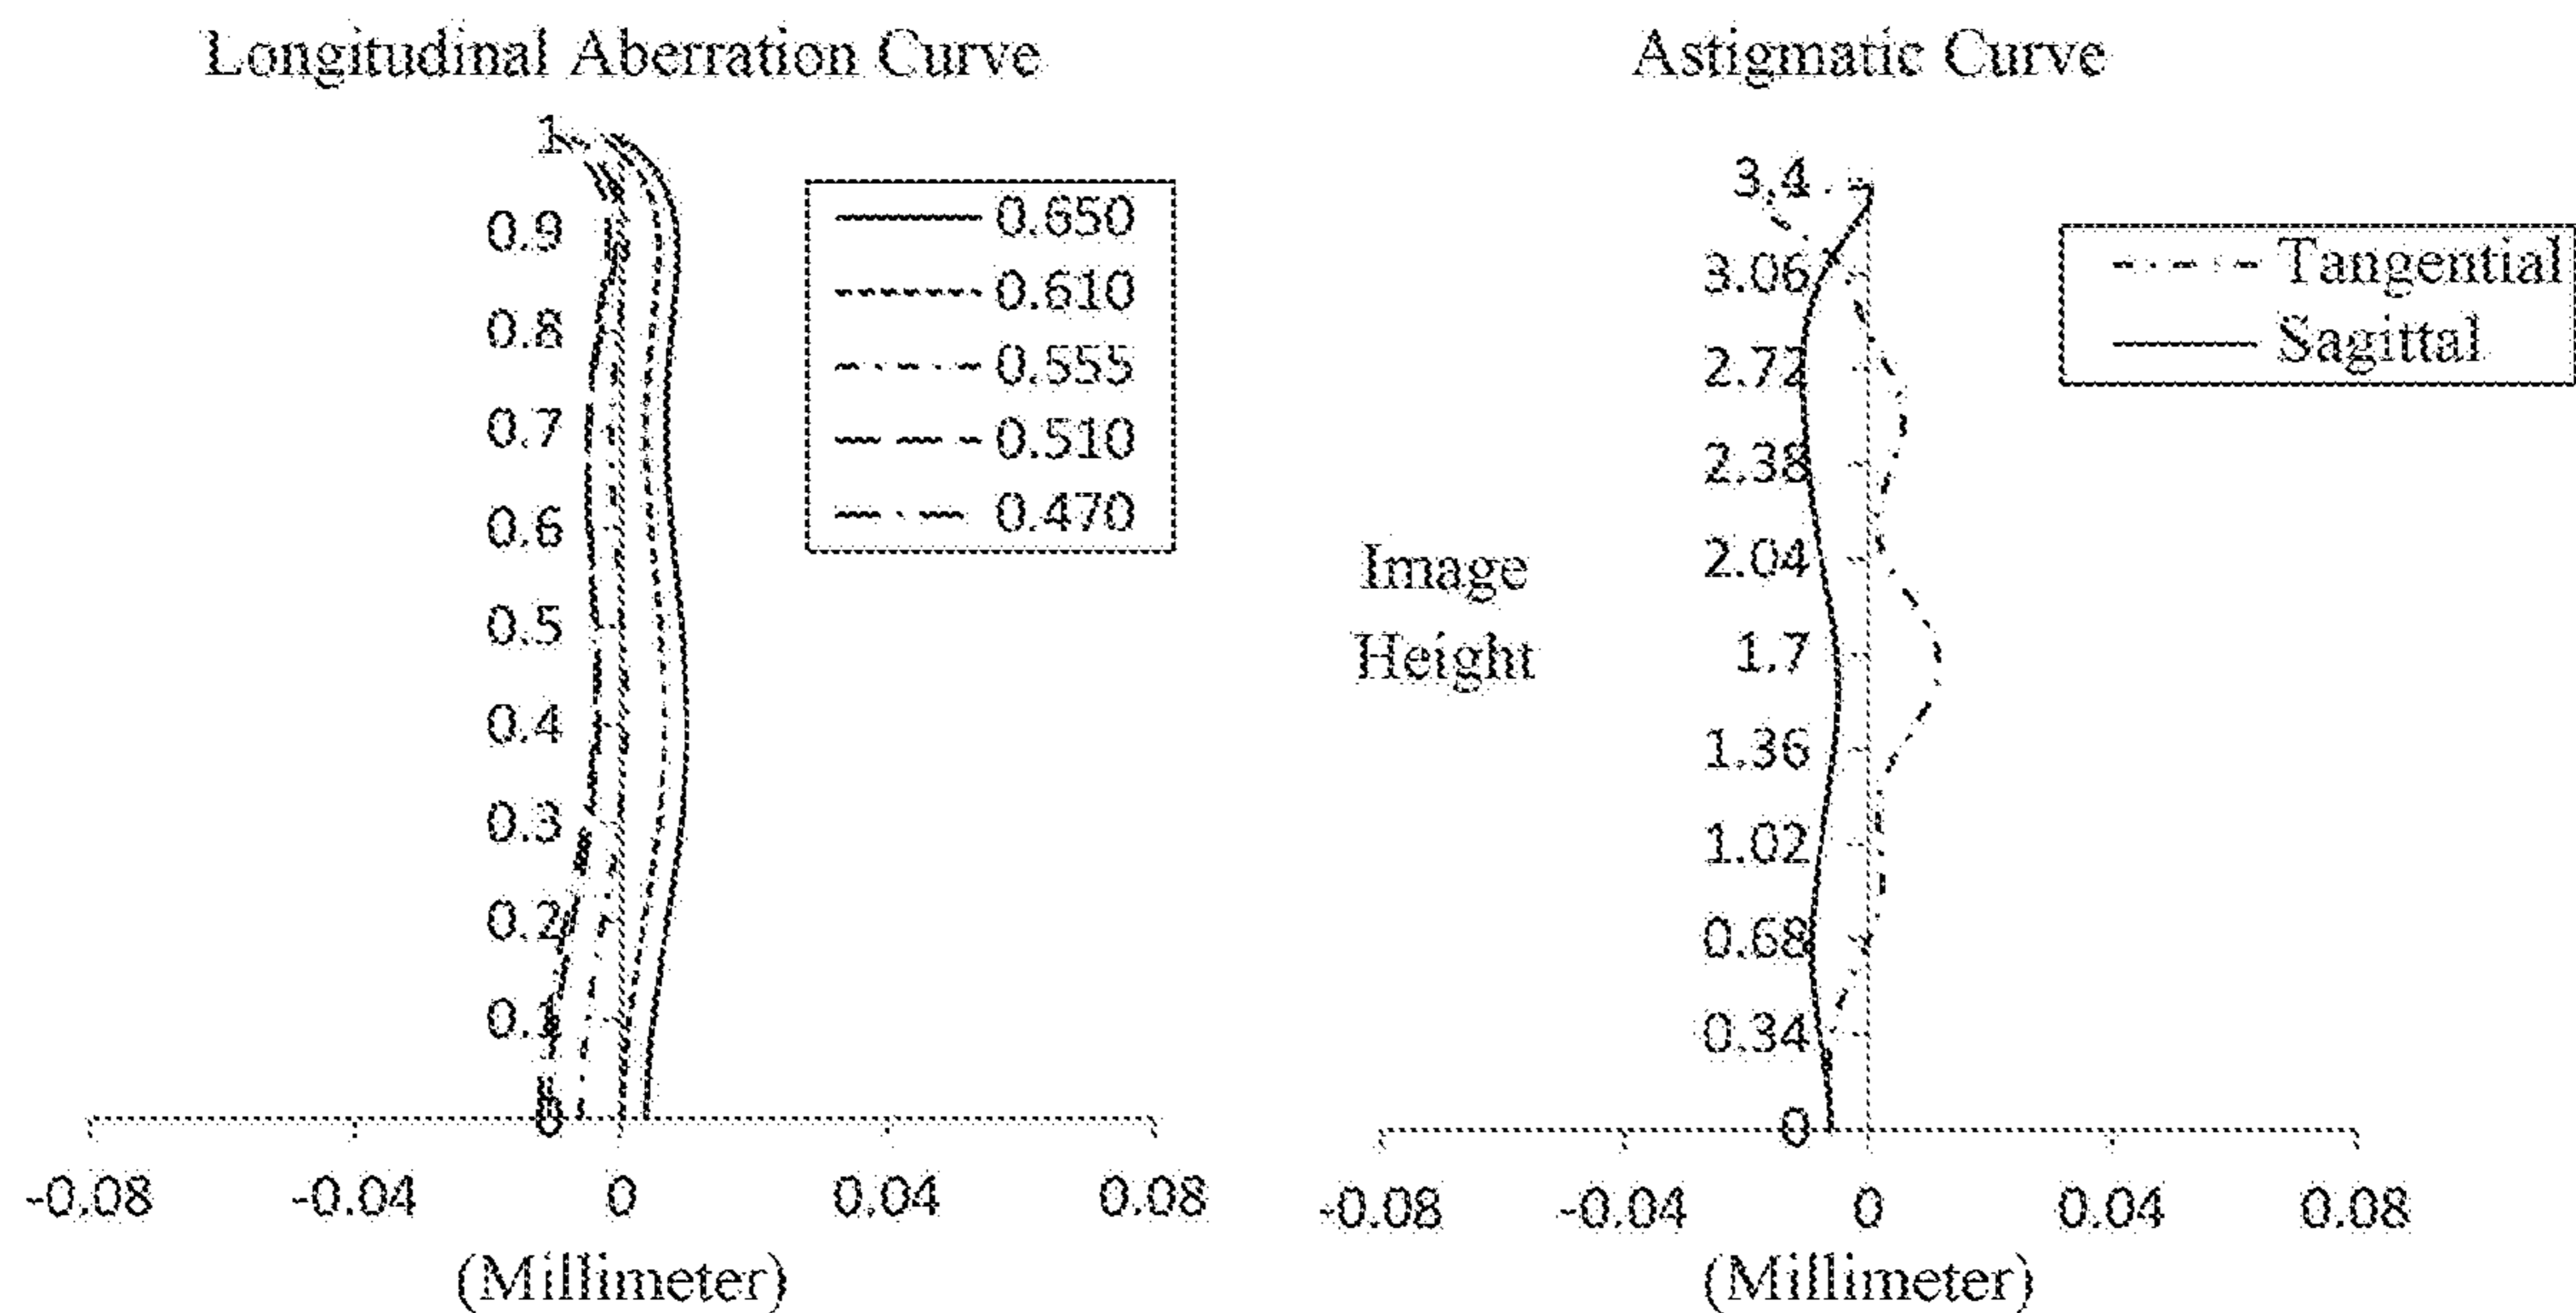 Longitudinal Aberration Curve
1
0.9
0.8
0.7
0.6
0.5
0.4
0.3
0.2
0.1
0
-0.08 -0.04 0 0.04 0.08
(Millimeter)
0.650
0.610
0.555
0.510
0.470
Astigmatic Curve
Image
Height
3.4
3.06
2.72
2.38
2.04
1.7
1.36
1.02
0.68
0.34
0
-0.08 -0.04 0 0.04 0.08
(Millimeter)
Tangential
Sagittal